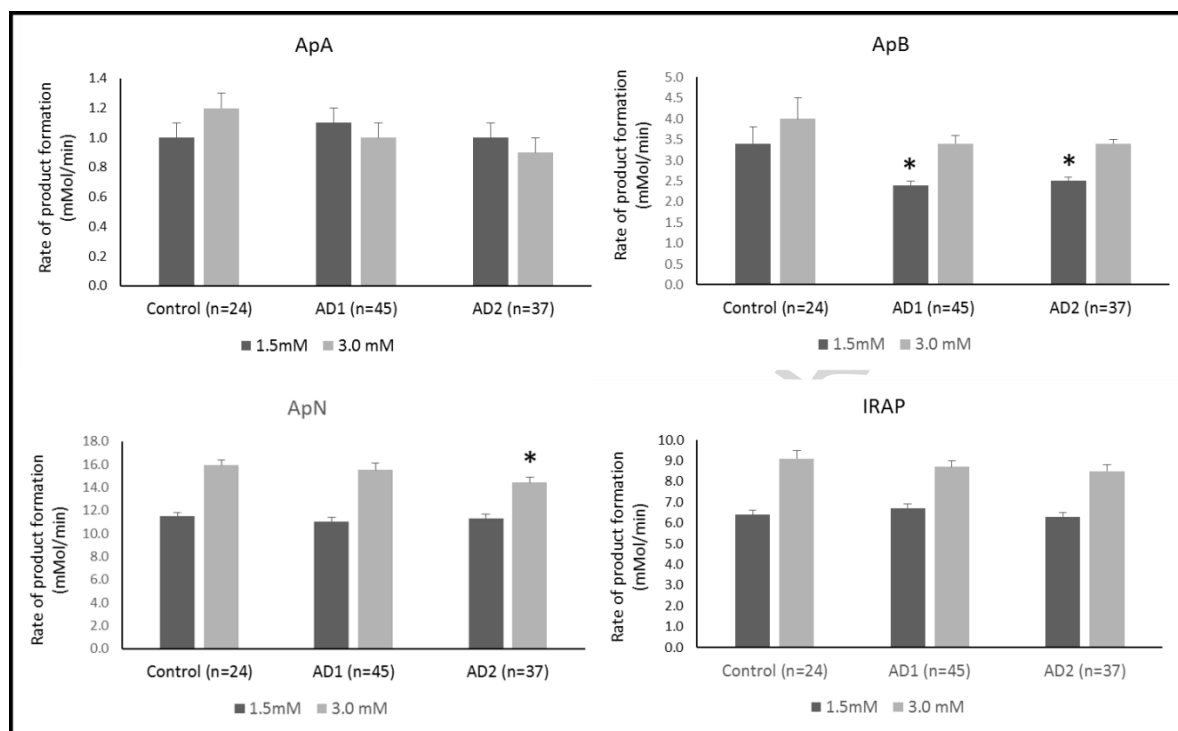 ApA
Rate of product formation
(mMol/min)
1.4
1.2
1.0
0.8
0.6
0.4
0.2
0.0
Control (n=24) AD1 (n=45) AD2 (n=37)
1.5mM 3.0 mM
ApB
Rate of product formation
(mMol/min)
5.0
4.5
4.0
3.5
3.0
2.5
2.0
1.5
1.0
0.5
0.0
* *
Control (n=24) AD1 (n=45) AD2 (n=37)
1.5mM 3.0 mM
ApN
Rate of product formation
(mMol/min)
18.0
16.0
14.0
12.0
10.0
8.0
6.0
4.0
2.0
0.0
*
Control (n=24) AD1 (n=45) AD2 (n=37)
1.5mM 3.0 mM
IRAP
Rate of product formation
(mMol/min)
10.0
9.0
8.0
7.0
6.0
5.0
4.0
3.0
2.0
1.0
0.0
Control (n=24) AD1 (n=45) AD2 (n=37)
1.5mM 3.0 mM